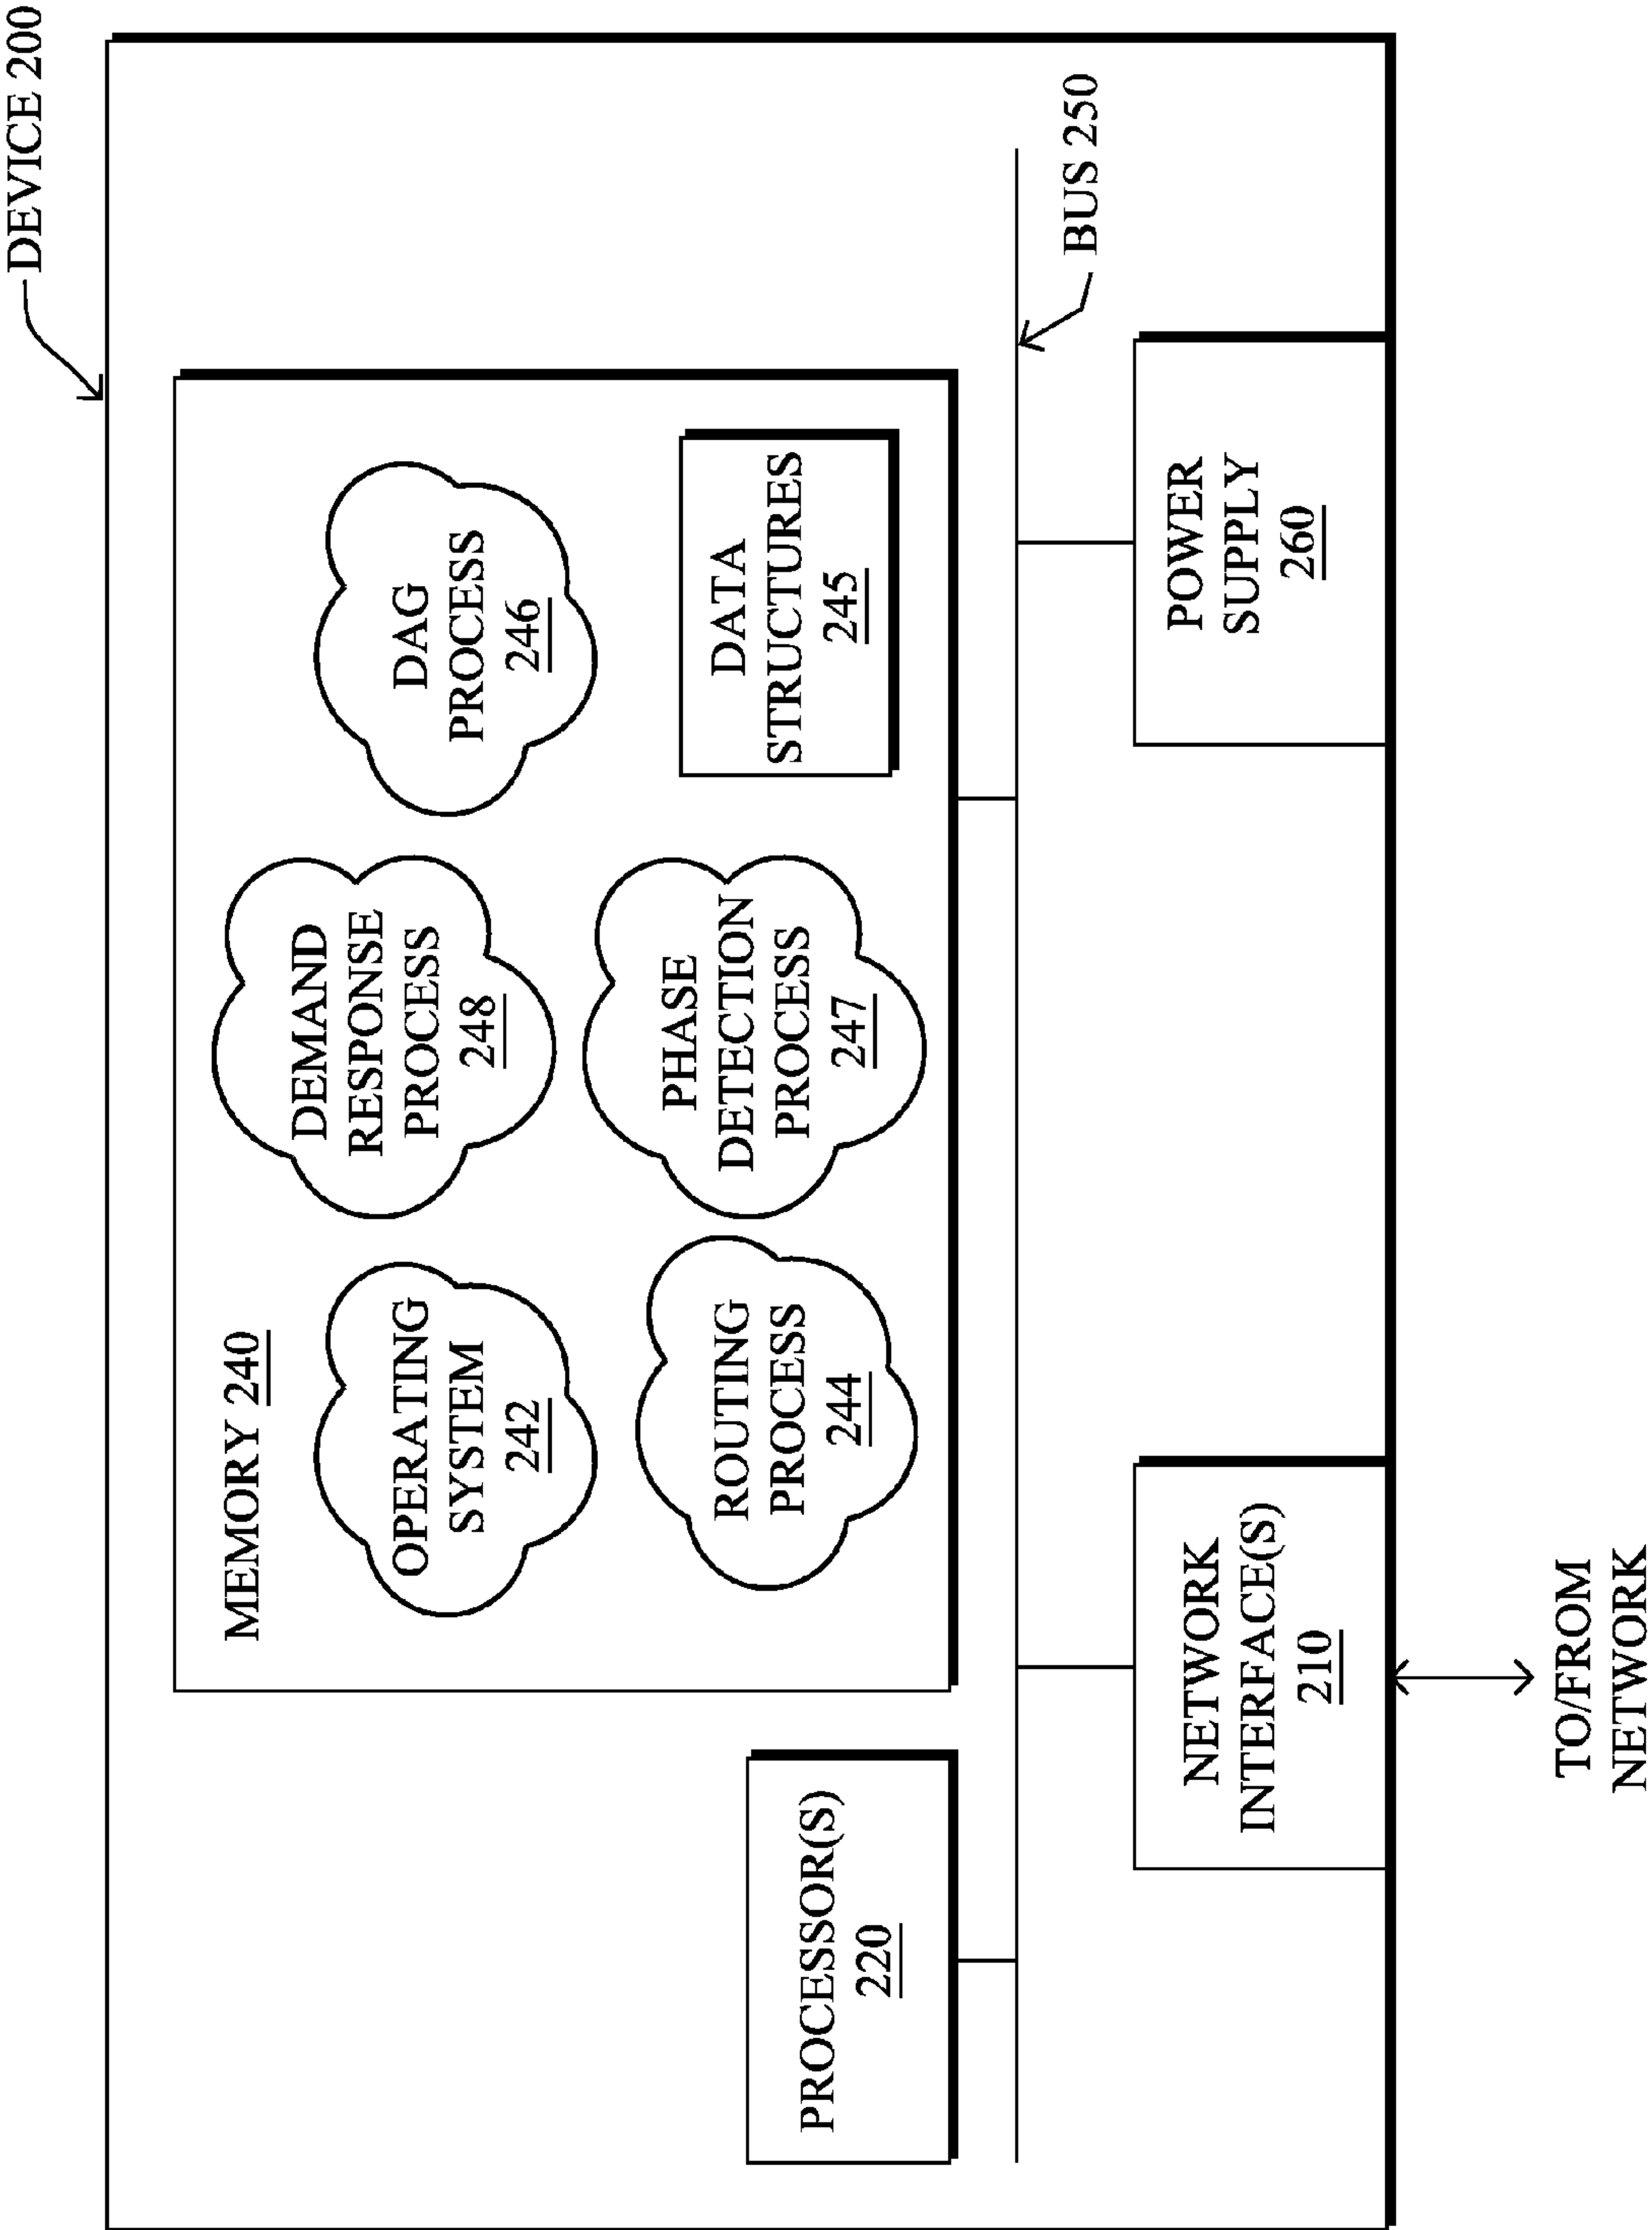 DEVICE 200
MEMORY 240
OPERATING
SYSTEM
242
DEMAND
RESPONSE
PROCESS
248
DAG
PROCESS
246
ROUTING
PROCESS
244
PHASE
DETECTION
PROCESS
247
DATA
STRUCTURES
245
PROCESSOR(S)
220
BUS 250
NETWORK
INTERFACE(S)
210
POWER
SUPPLY
260
TO/FROM
NETWORK